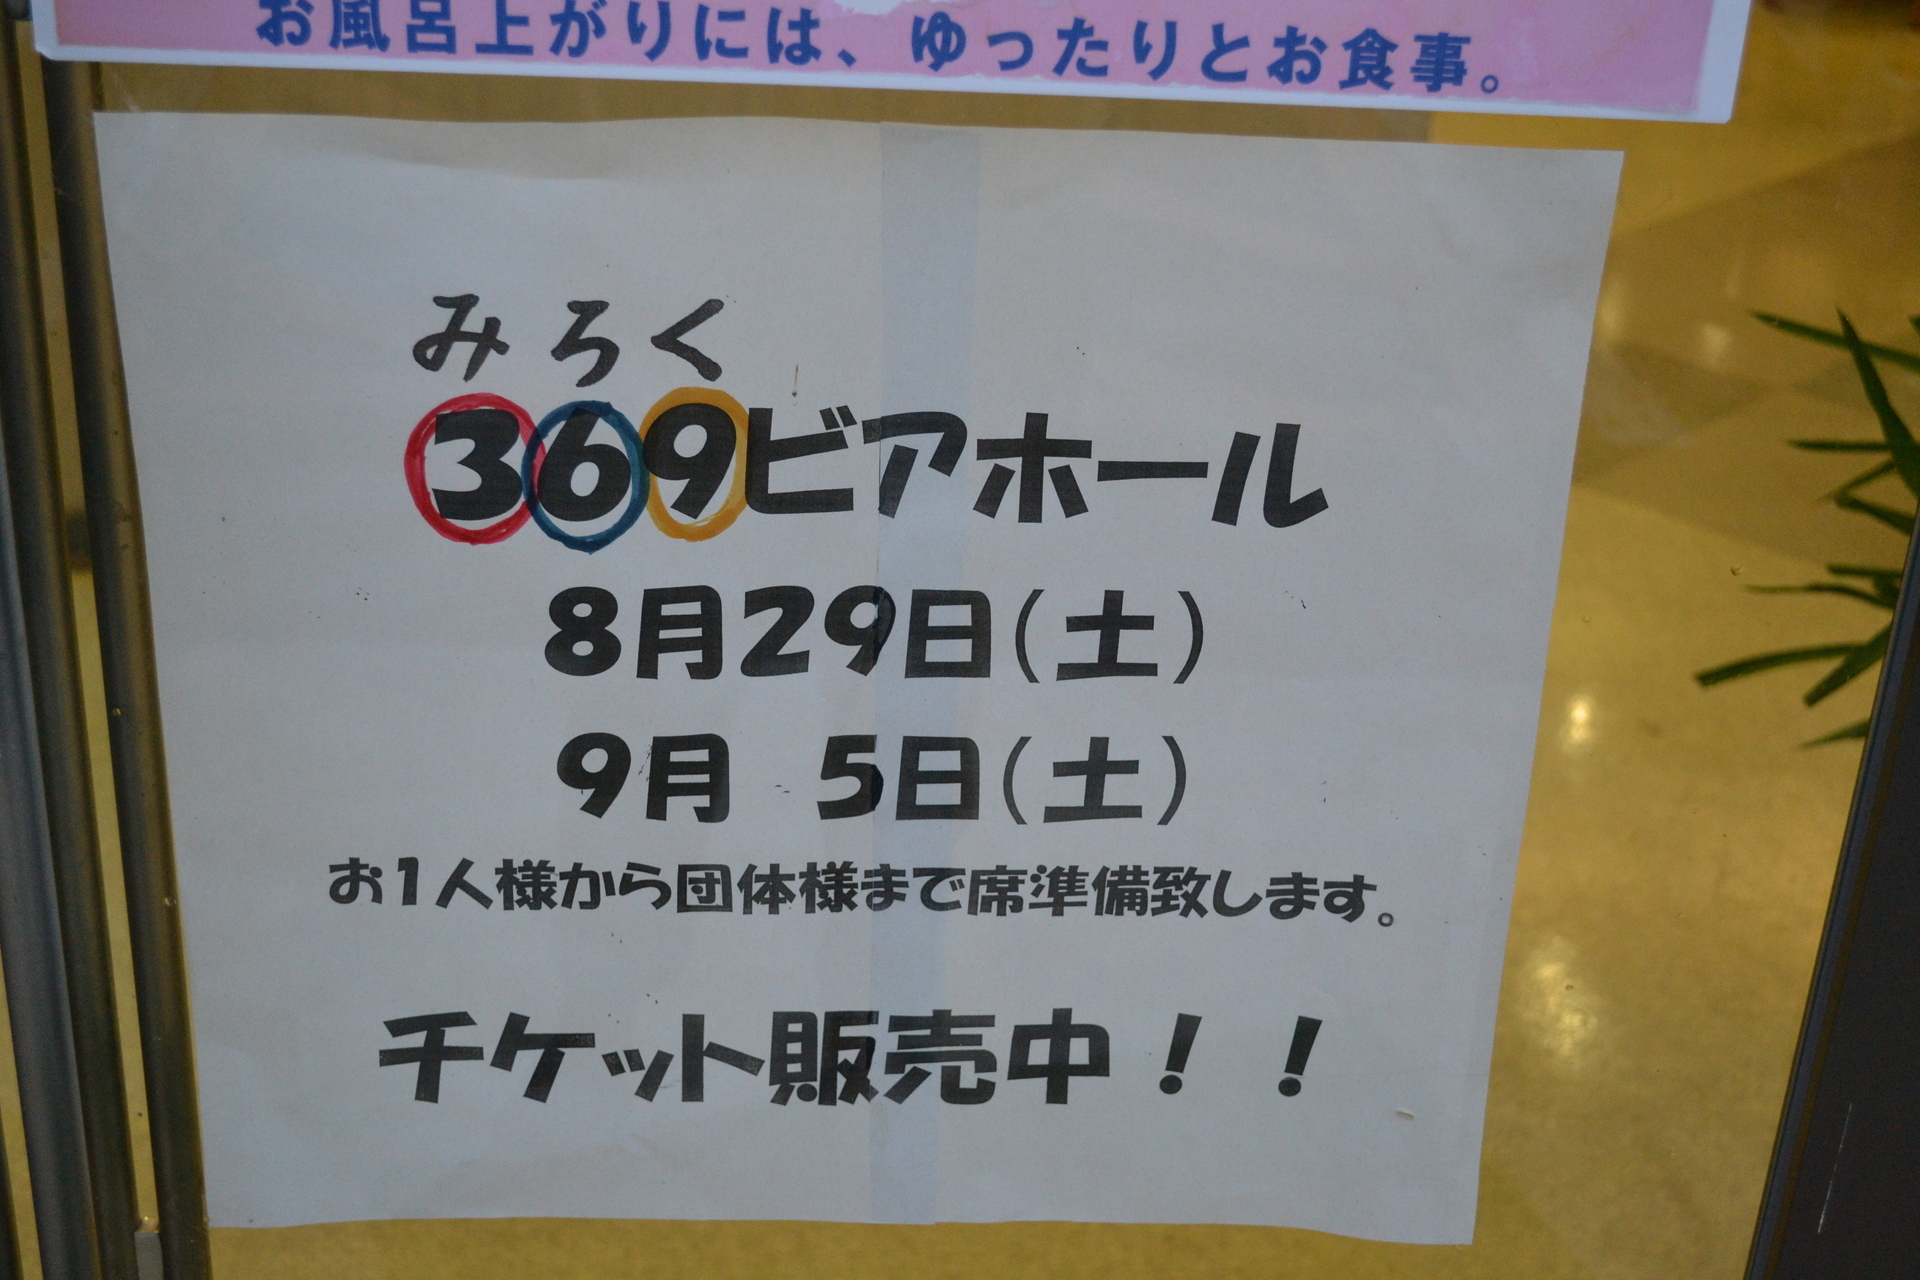 お風呂上がりには、ゆったりとお食事。
みろく
369ビアホール
8月29日(土)
9月 5日(土)
お1人様から団体様まで席準備致します。
チケット販売中！！